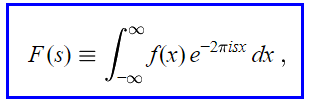 F(s) ≡ ∫_{-∞}^{∞} f(x) e^{-2πisx} dx ,